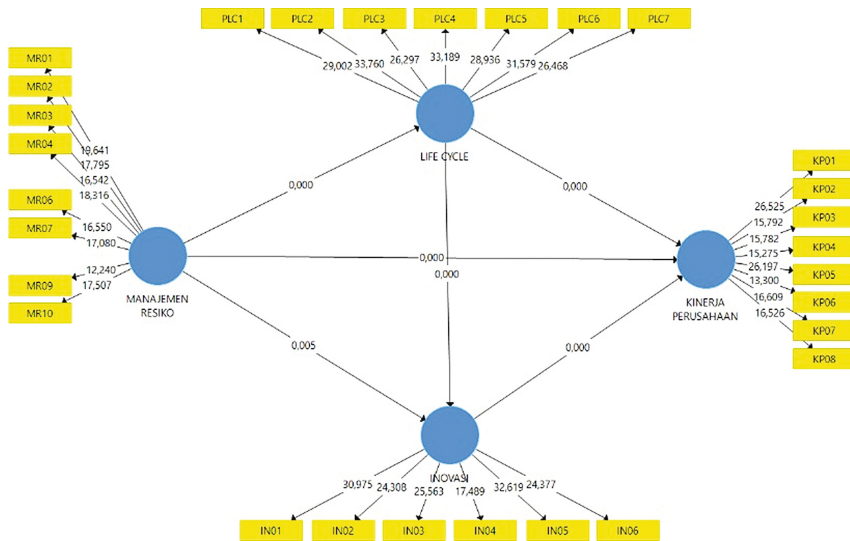 PLC1
PLC2
PLC3
PLC4
PLC5
PLC6
PLC7
29,002
33,760
26,297
33,189
28,936
31,579
26,468
LIFE CYCLE
MR01
MR02
MR03
MR04
MR06
MR07
MR09
MR10
19,641
17,795
16,542
18,316
16,550
17,080
12,240
17,507
MANAJEMEN
RESIKO
0,000
0,000
0,000
0,000
0,005
0,000
KP01
KP02
KP03
KP04
KP05
KP06
KP07
KP08
26,525
15,792
15,782
15,275
26,197
13,300
16,609
16,526
KINERJA
PERUSAHAAN
INOVASI
30,975
24,308
25,563
17,489
32,619
24,377
IN01
IN02
IN03
IN04
IN05
IN06